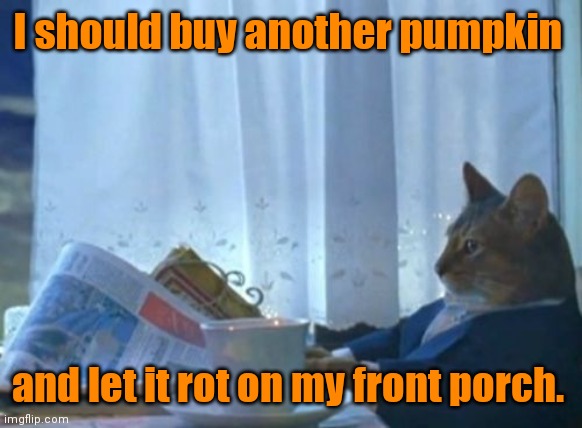 I should buy another pumpkin
and let it rot on my front porch.
imgflip.com